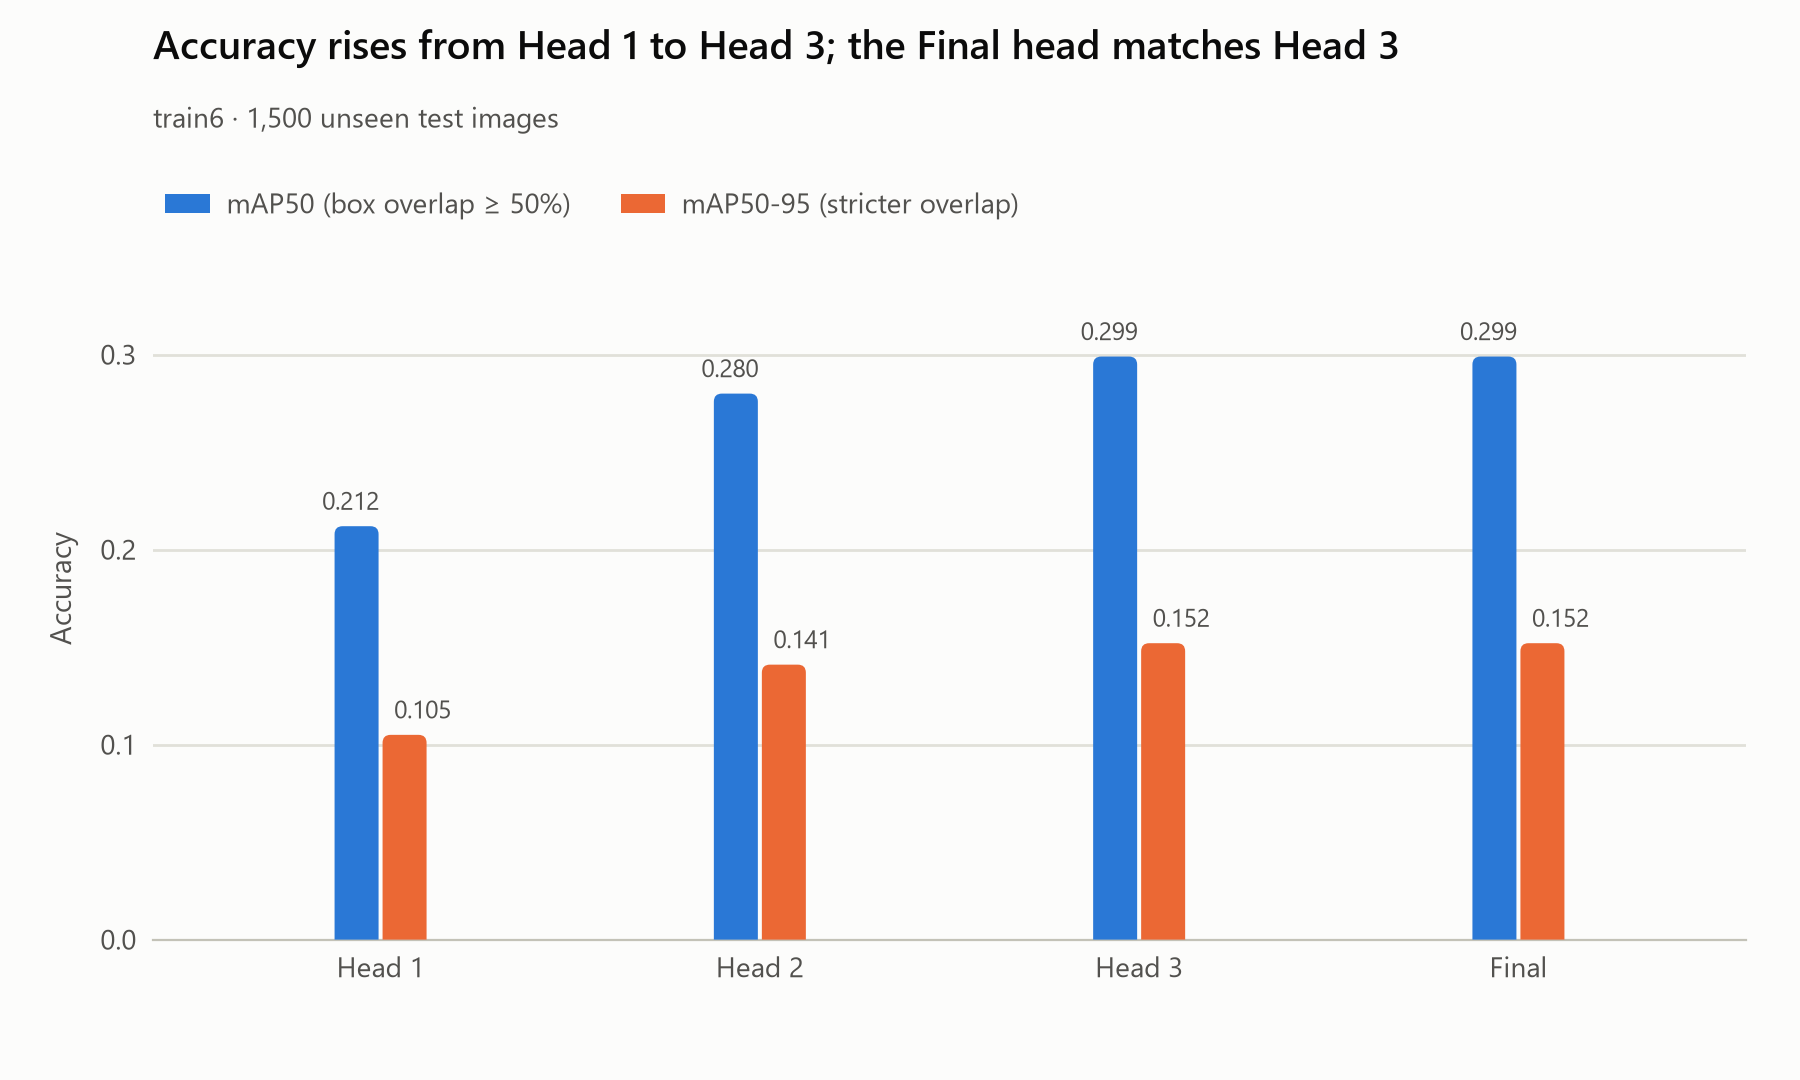 Accuracy rises from Head 1 to Head 3; the Final head matches Head 3
train6 · 1,500 unseen test images
mAP50 (box overlap ≥ 50%)
mAP50-95 (stricter overlap)
Accuracy
0.3
0.2
0.1
0.0
0.212
0.105
0.280
0.141
0.299
0.152
0.299
0.152
Head 1
Head 2
Head 3
Final